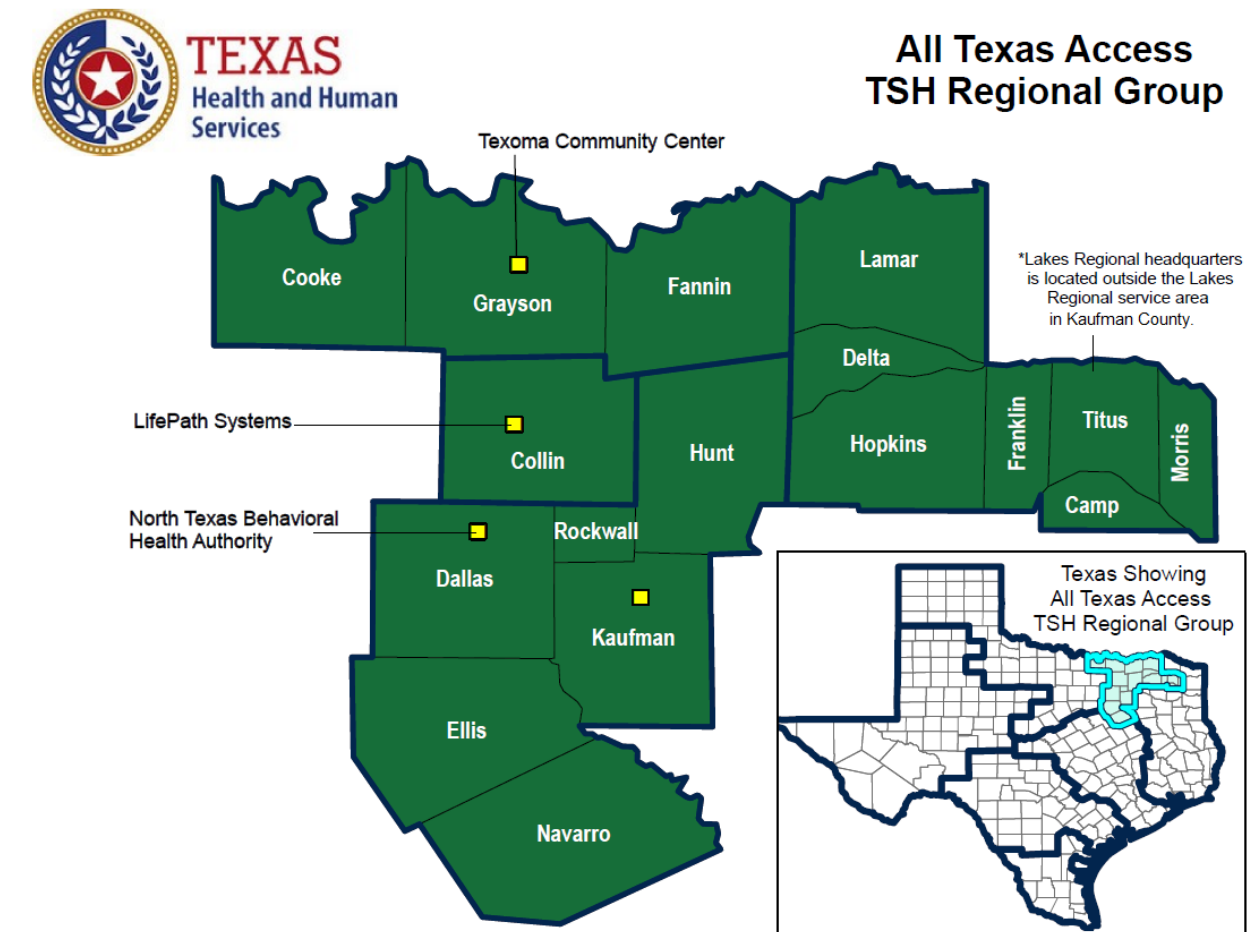 TEXAS
Health and Human
Services
All Texas Access
TSH Regional Group
Texoma Community Center
*Lakes Regional headquarters
is located outside the Lakes
Regional service area
in Kaufman County.
Cooke
Grayson
Fannin
Lamar
Delta
LifePath Systems
Collin
Hunt
Hopkins
Franklin
Titus
Morris
Camp
North Texas Behavioral
Health Authority
Rockwall
Dallas
Kaufman
Ellis
Navarro
Texas Showing
All Texas Access
TSH Regional Group